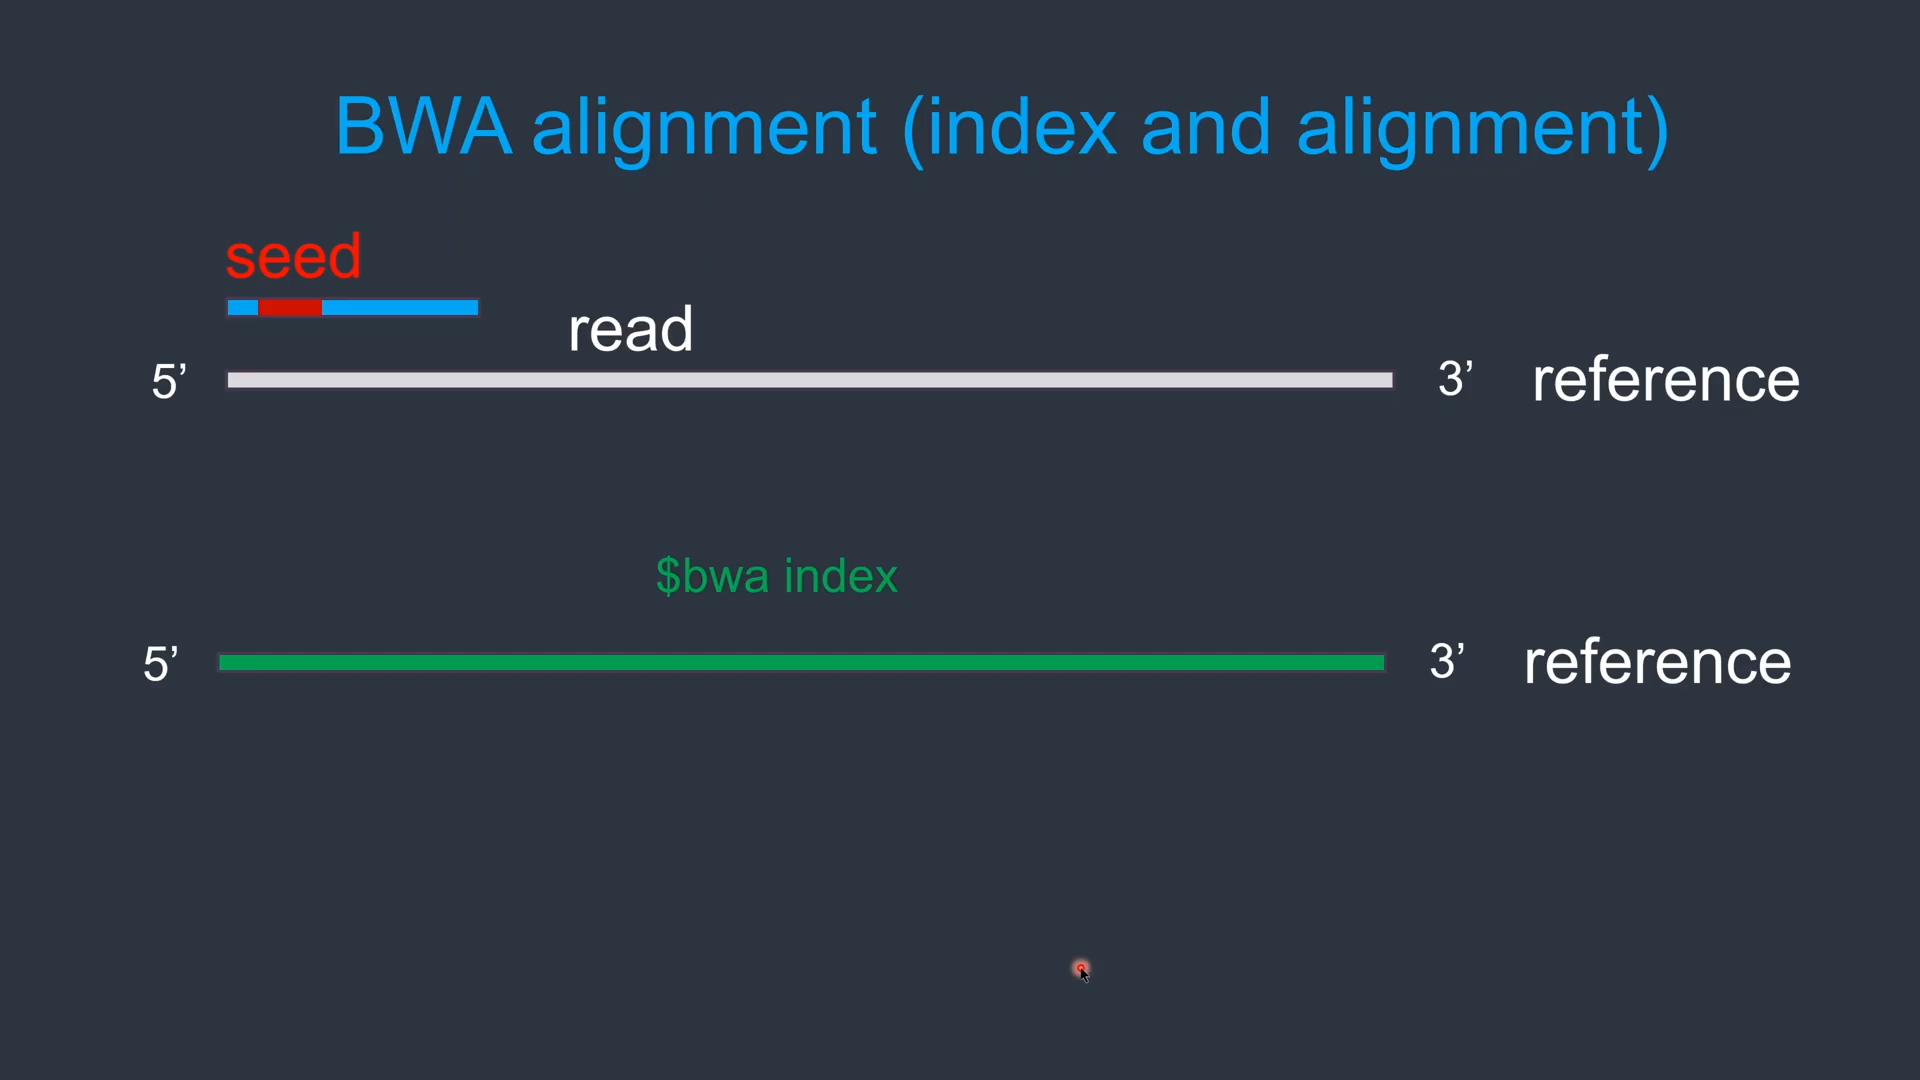 BWA alignment (index and alignment)
seed
read
5’ 3’ reference
$bwa index
5’ 3’ reference